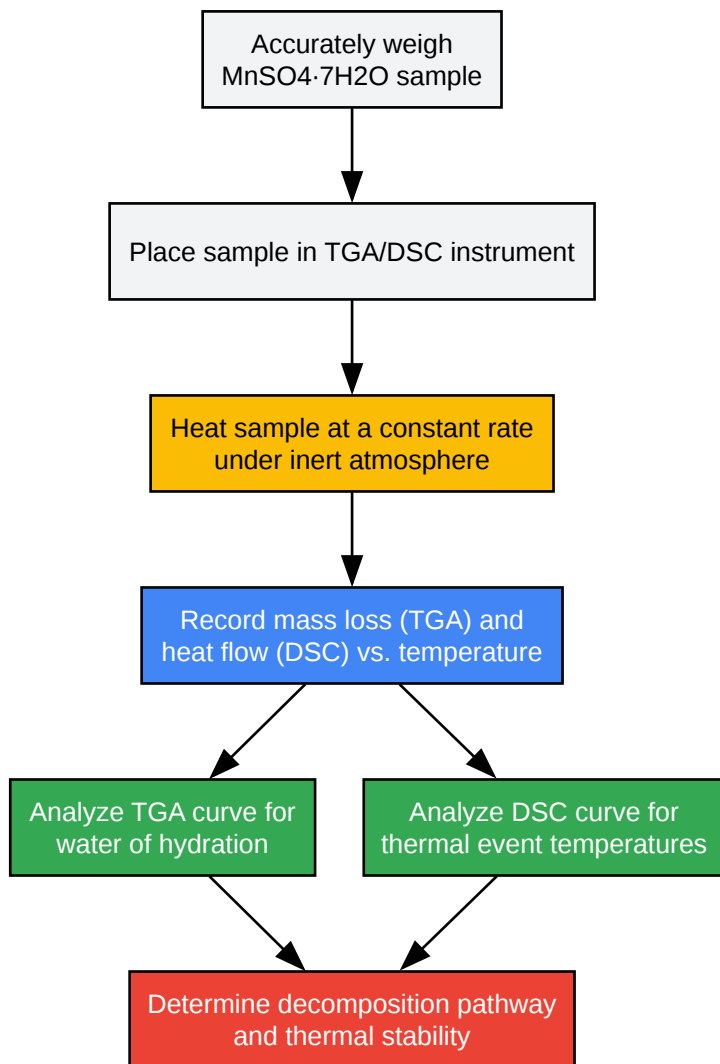 Accurately weigh
MnSO4·7H2O sample
Place sample in TGA/DSC instrument
Heat sample at a constant rate
under inert atmosphere
Record mass loss (TGA) and
heat flow (DSC) vs. temperature
Analyze TGA curve for
water of hydration
Analyze DSC curve for
thermal event temperatures
Determine decomposition pathway
and thermal stability